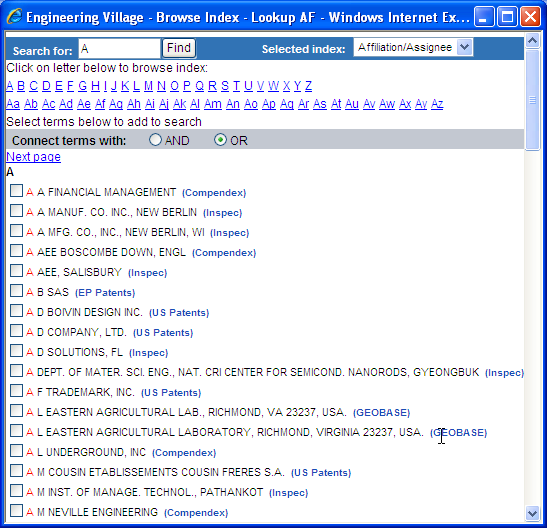 Engineering Village - Browse Index - Lookup AF - Windows Internet Ex...
Search for: A Find Selected index: Affiliation/Assignee
Click on letter below to browse index:
A B C D E F G H I J K L M N O P Q R S T U V W X Y Z
Aa Ab Ac Ad Ae Af Ag Ah Ai Aj Ak Al Am An Ao Ap Aq Ar As At Au Av Aw Ax Ay Az
Select terms below to add to search
Connect terms with: AND OR
Next page
A
A A FINANCIAL MANAGEMENT (Compendex)
A A MANUF. CO. INC., NEW BERLIN (Inspec)
A A MFG. CO., INC., NEW BERLIN, WI (Inspec)
A AEE BOSCOMBE DOWN, ENGL (Compendex)
A AEE, SALISBURY (Inspec)
A B SAS (EP Patents)
A D BOIVIN DESIGN INC. (US Patents)
A D COMPANY, LTD. (US Patents)
A D SOLUTIONS, FL (Inspec)
A DEPT. OF MATER. SCI. ENG., NAT. CRI CENTER FOR SEMICOND. NANORODS, GYEONGBUK (Inspec)
A F TRADEMARK, INC. (US Patents)
A L EASTERN AGRICULTURAL LAB., RICHMOND, VA 23237, USA. (GEOBASE)
A L EASTERN AGRICULTURAL LABORATORY, RICHMOND, VIRGINIA 23237, USA. (GEOBASE)
A L UNDERGROUND, INC (Compendex)
A M COUSIN ETABLISSEMENTS COUSIN FRERES S.A. (US Patents)
A M INST. OF MANAGE. TECHNOL., PATHANKOT (Inspec)
A M NEVILLE ENGINEERING (Compendex)